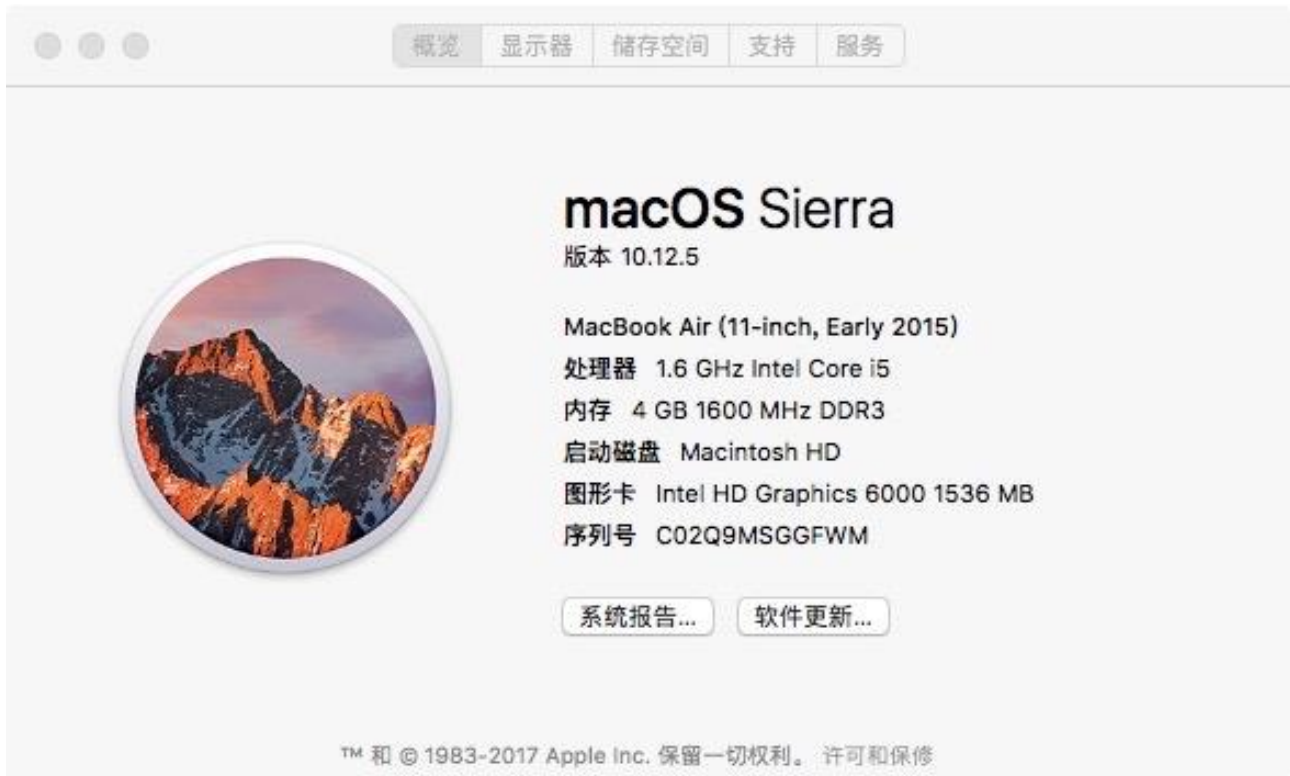 概览 显示器 储存空间 支持 服务
macOS Sierra
版本 10.12.5
MacBook Air (11-inch, Early 2015)
处理器 1.6 GHz Intel Core i5
内存 4 GB 1600 MHz DDR3
启动磁盘 Macintosh HD
图形卡 Intel HD Graphics 6000 1536 MB
序列号 C02Q9MSGGFWM
系统报告... 软件更新...
™ 和 © 1983-2017 Apple Inc. 保留一切权利。 许可和保修